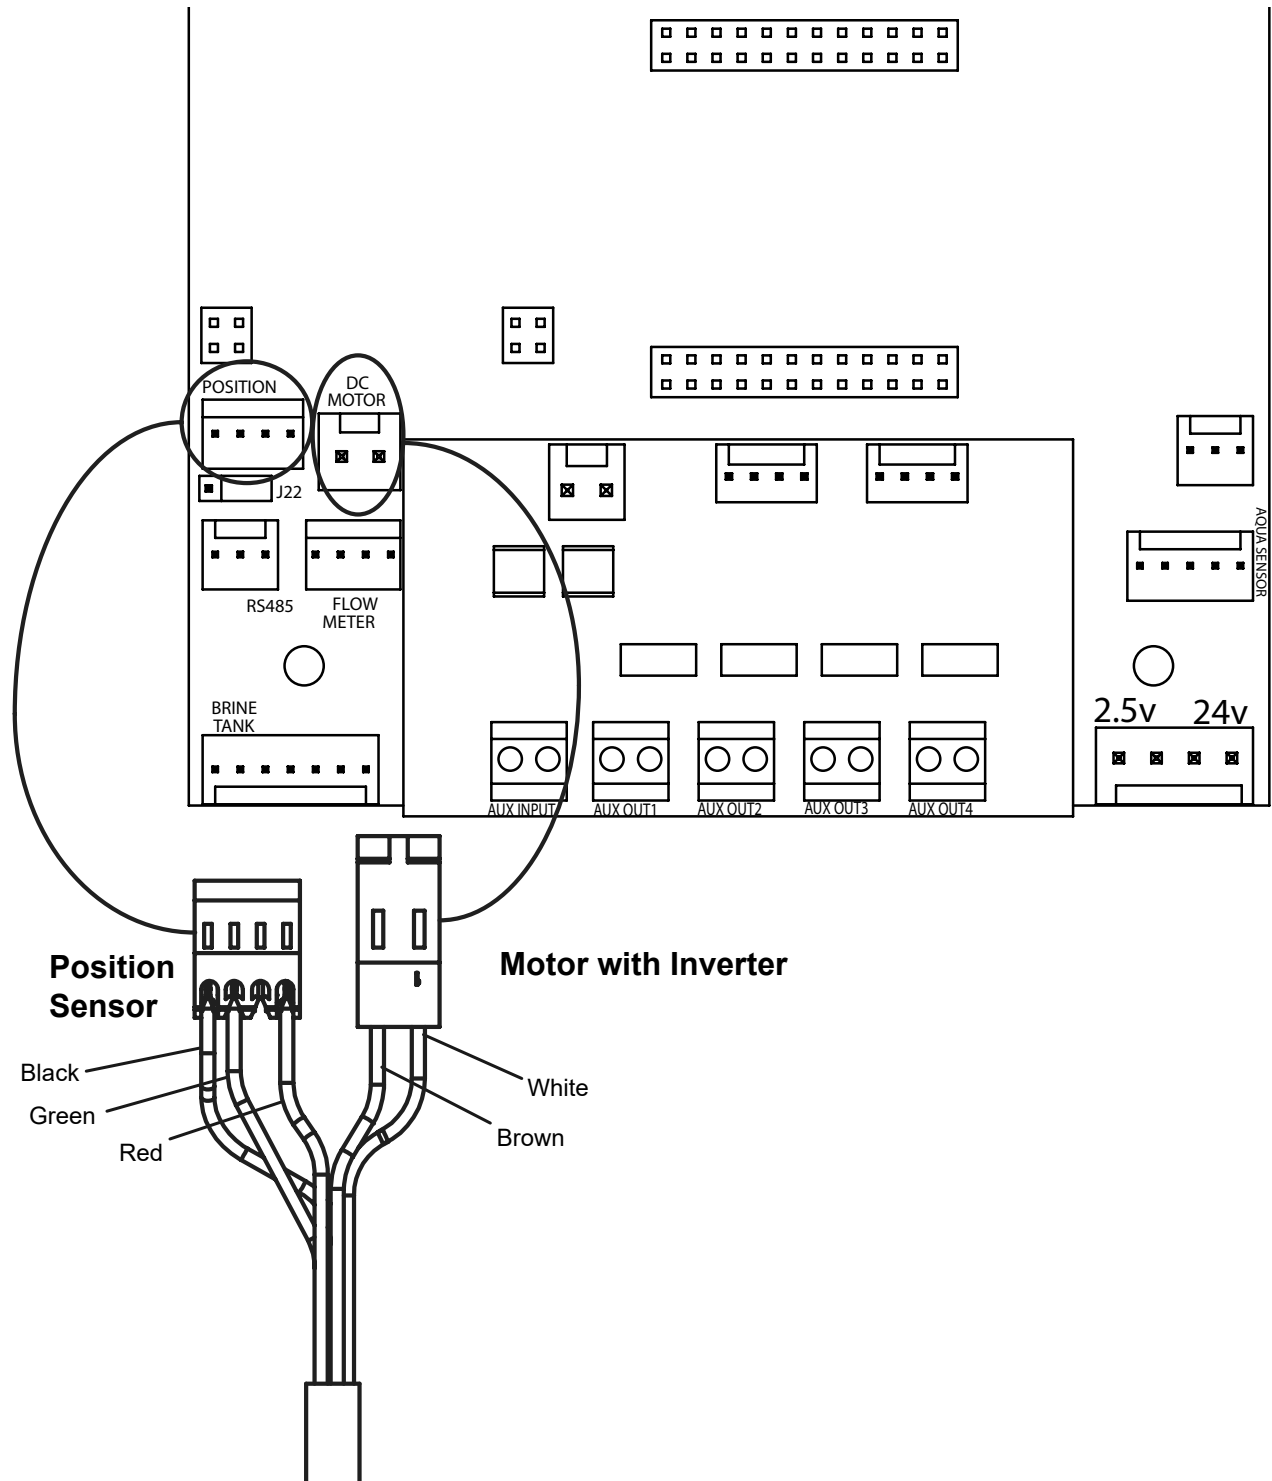 POSITION
DC
MOTOR
J22
RS485
FLOW
METER
AQUA SENSOR
BRINE
TANK
2.5v
24v
AUX INPUT
AUX OUT1
AUX OUT2
AUX OUT3
AUX OUT4
Position
Sensor
Motor with Inverter
Black
Green
Red
White
Brown